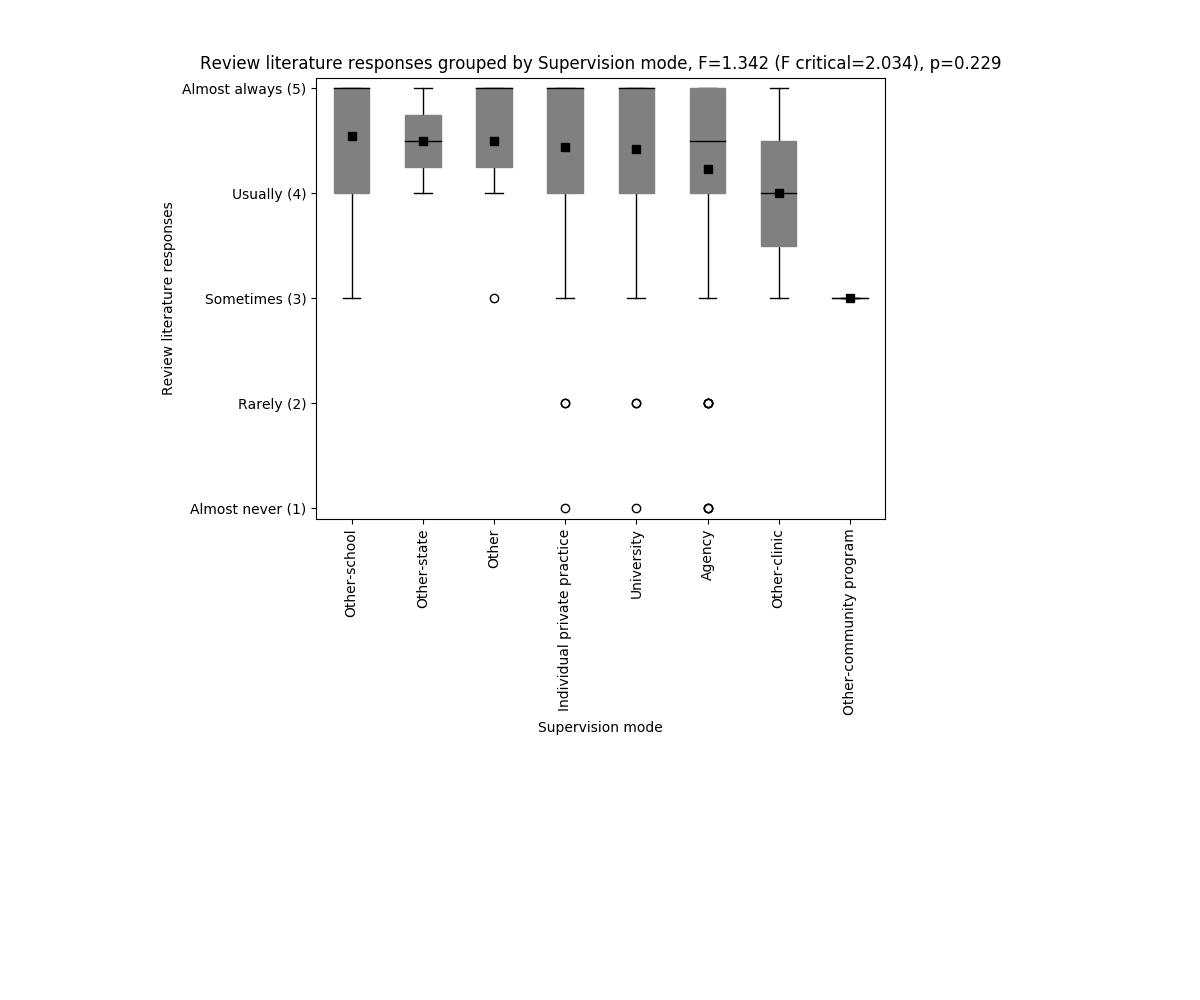 Review literature responses grouped by Supervision mode, F=1.342 (F critical=2.034), p=0.229
Almost always (5)
Usually (4)
Sometimes (3)
Rarely (2)
Almost never (1)
Review literature responses
Other-school
Other-state
Other
Individual private practice
University
Agency
Other-clinic
Other-community program
Supervision mode